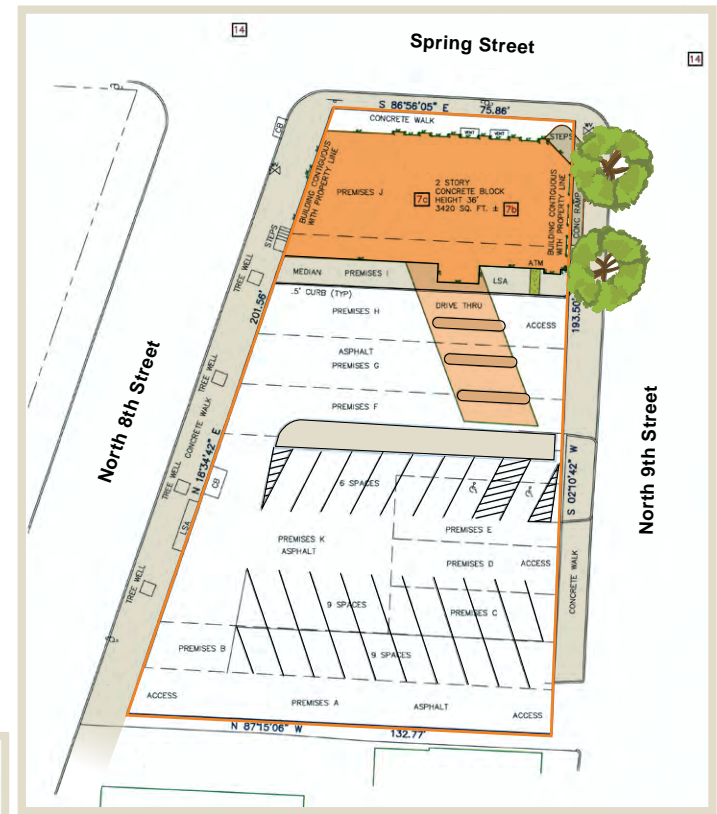 Spring Street
14
14
S 86°56'05" E 75.86'
CONCRETE WALK
CB
VENT
VENT
STEPS
BUILDING CONTIGUOUS
WITH PROPERTY LINE
PREMISES J
7c
2 STORY
CONCRETE BLOCK
HEIGHT 36'
3420 SQ. FT. ±
7b
BUILDING CONTIGUOUS
WITH PROPERTY LINE
CONC RAMP
STEPS
ATM
MEDIAN
PREMISES I
LSA
TREE WELL
.5' CURB (TYP)
PREMISES H
DRIVE THRU
ACCESS
201.56'
193.50'
ASPHALT
PREMISES G
TREE WELL
PREMISES F
North 8th Street
CONCRETE WALK
N 18°34'42" E
TREE WELL
CB
LSA
6 SPACES
S 02°10'42" W
North 9th Street
PREMISES E
PREMISES K
ASPHALT
PREMISES D
ACCESS
CONCRETE WALK
TREE WELL
9 SPACES
PREMISES C
PREMISES B
9 SPACES
ACCESS
PREMISES A
ASPHALT
ACCESS
N 87°15'06" W
132.77'